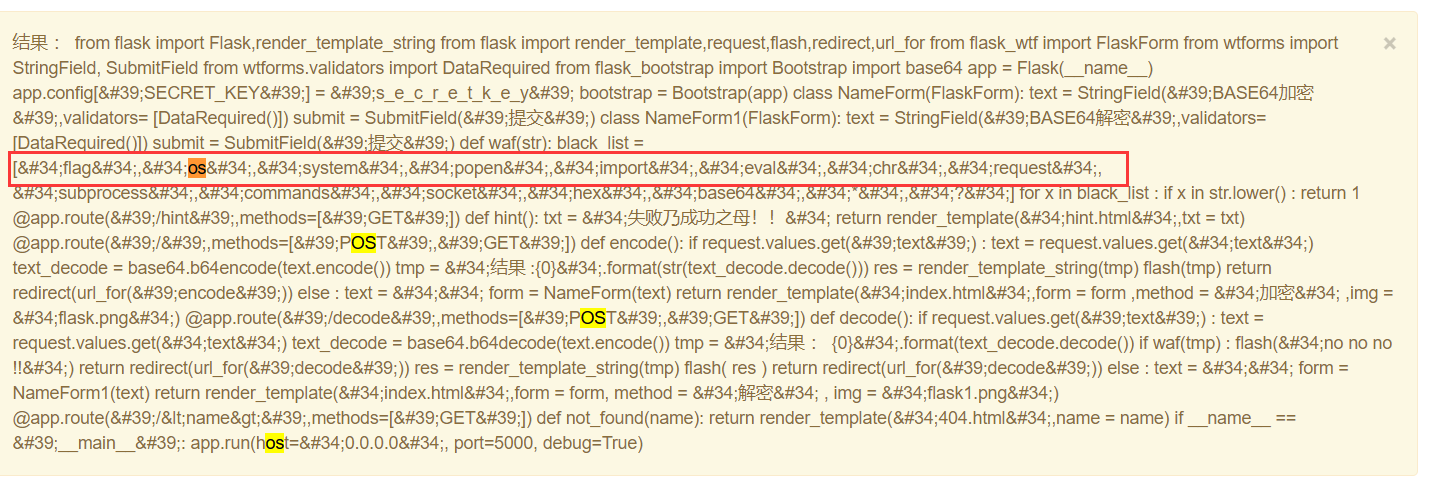 结果： from flask import Flask,render_template_string from flask import render_template,request,flash,redirect,url_for from flask_wtf import FlaskForm from wtforms import
StringField, SubmitField from wtforms.validators import DataRequired from flask_bootstrap import Bootstrap import base64 app = Flask(__name__)
app.config[&#39;SECRET_KEY&#39;] = &#39;s_e_c_r_e_t_k_e_y&#39; bootstrap = Bootstrap(app) class NameForm(FlaskForm): text = StringField(&#39;BASE64加密
&#39;,validators= [DataRequired()]) submit = SubmitField(&#39;提交&#39;) class NameForm1(FlaskForm): text = StringField(&#39;BASE64解密&#39;,validators=
[DataRequired()]) submit = SubmitField(&#39;提交&#39;) def waf(str): black_list =
[&#34;flag&#34;,&#34;os&#34;,&#34;system&#34;,&#34;popen&#34;,&#34;import&#34;,&#34;eval&#34;,&#34;chr&#34;,&#34;request&#34;,
&#34;subprocess&#34;,&#34;commands&#34;,&#34;socket&#34;,&#34;hex&#34;,&#34;base64&#34;,&#34;*&#34;,&#34;?&#34;] for x in black_list : if x in str.lower() : return 1
@app.route(&#39;/hint&#39;,methods=[&#39;GET&#39;]) def hint(): txt = &#34;失败乃成功之母！！&#34; return render_template(&#34;hint.html&#34;,txt = txt)
@app.route(&#39;/&#39;,methods=[&#39;POST&#39;,&#39;GET&#39;]) def encode(): if request.values.get(&#39;text&#39;) : text = request.values.get(&#34;text&#34;)
text_decode = base64.b64encode(text.encode()) tmp = &#34;结果 :{0}&#34;.format(str(text_decode.decode())) res = render_template_string(tmp) flash(tmp) return
redirect(url_for(&#39;encode&#39;)) else : text = &#34;&#34; form = NameForm(text) return render_template(&#34;index.html&#34;,form = form ,method = &#34;加密&#34; ,img =
&#34;flask.png&#34;) @app.route(&#39;/decode&#39;,methods=[&#39;POST&#39;,&#39;GET&#39;]) def decode(): if request.values.get(&#39;text&#39;) : text =
request.values.get(&#34;text&#34;) text_decode = base64.b64decode(text.encode()) tmp = &#34;结果： {0}&#34;.format(text_decode.decode()) if waf(tmp) : flash(&#34;no no no
!!&#34;) return redirect(url_for(&#39;decode&#39;)) res = render_template_string(tmp) flash( res ) return redirect(url_for(&#39;decode&#39;)) else : text = &#34;&#34; form =
NameForm1(text) return render_template(&#34;index.html&#34;,form = form, method = &#34;解密&#34; , img = &#34;flask1.png&#34;)
@app.route(&#39;/&lt;name&gt;&#39;,methods=[&#39;GET&#39;]) def not_found(name): return render_template(&#34;404.html&#34;,name = name) if __name__ ==
&#39;__main__&#39;: app.run(host=&#34;0.0.0.0&#34;, port=5000, debug=True)